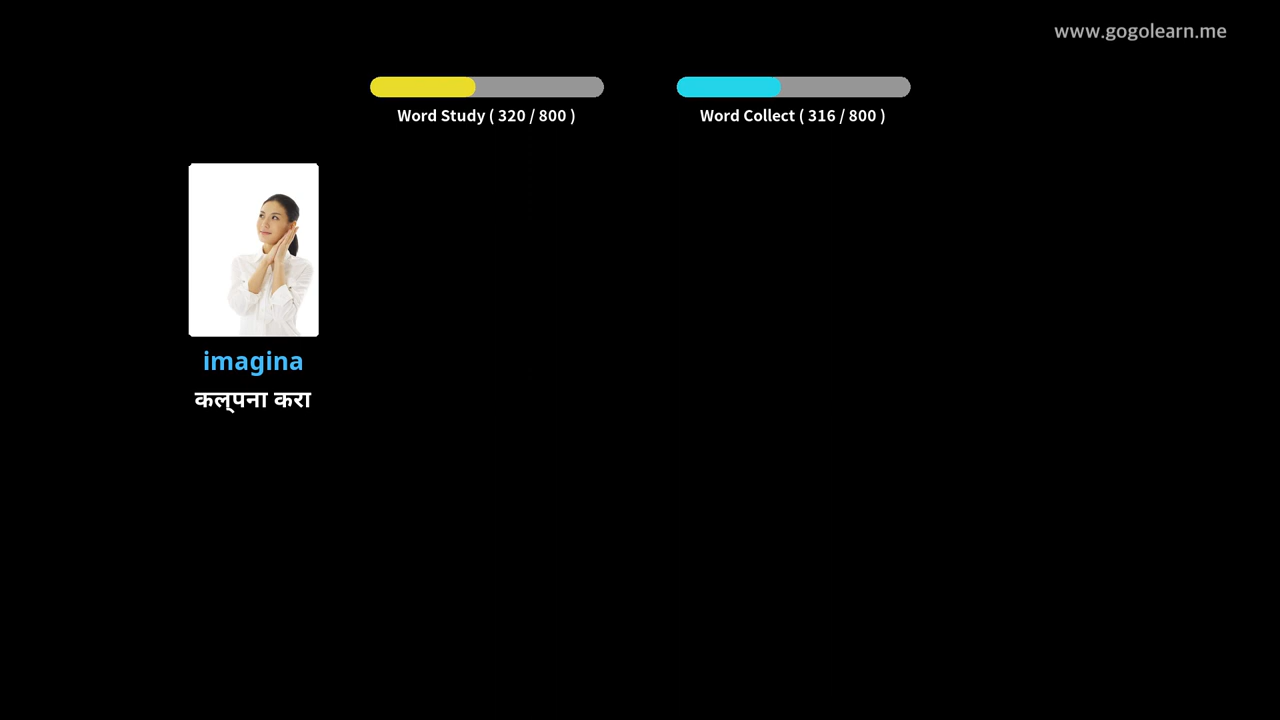 www.gogolearn.me
Word Study ( 320 / 800 )
Word Collect ( 316 / 800 )
imagina
कल्पना करा